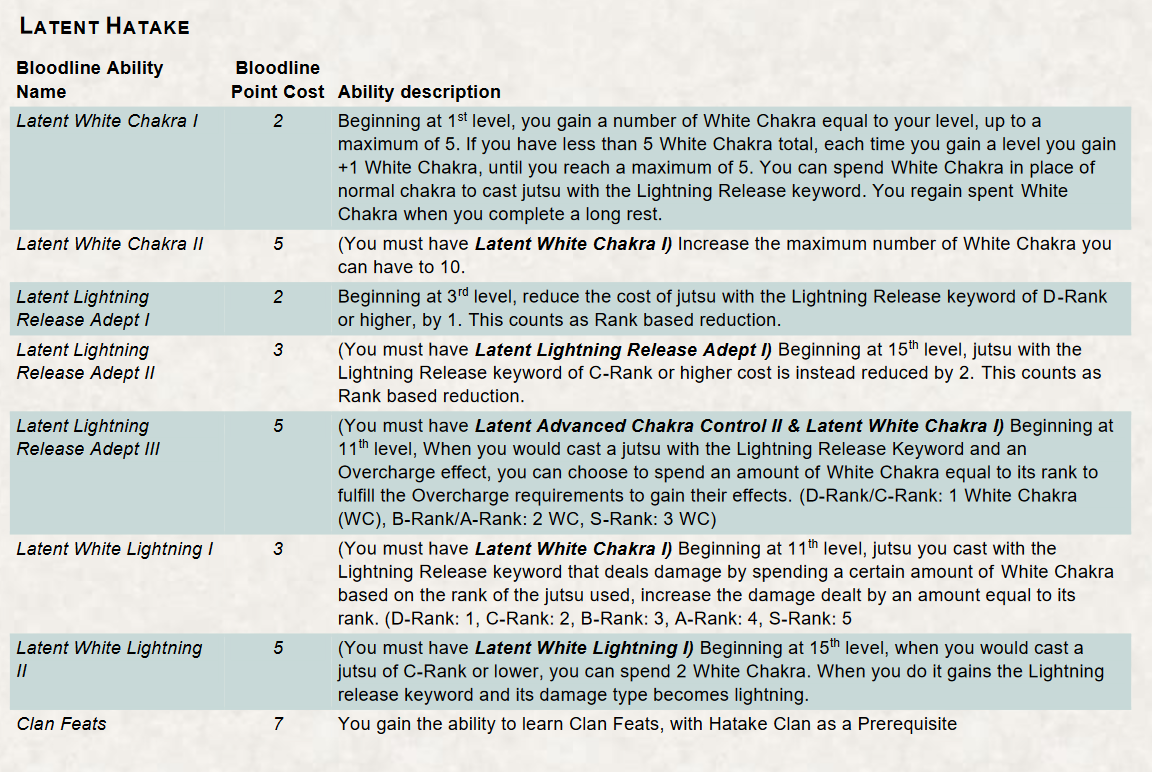 LATENT HATAKE
Bloodline Ability Name Bloodline Point Cost Ability description
Latent White Chakra I 2 Beginning at 1st level, you gain a number of White Chakra equal to your level, up to a
maximum of 5. If you have less than 5 White Chakra total, each time you gain a level you gain
+1 White Chakra, until you reach a maximum of 5. You can spend White Chakra in place of
normal chakra to cast jutsu with the Lightning Release keyword. You regain spent White
Chakra when you complete a long rest.
Latent White Chakra II 5 (You must have Latent White Chakra I) Increase the maximum number of White Chakra you
can have to 10.
Latent Lightning Release Adept I 2 Beginning at 3rd level, reduce the cost of jutsu with the Lightning Release keyword of D-Rank
or higher, by 1. This counts as Rank based reduction.
Latent Lightning Release Adept II 3 (You must have Latent Lightning Release Adept I) Beginning at 15th level, jutsu with the
Lightning Release keyword of C-Rank or higher cost is instead reduced by 2. This counts as
Rank based reduction.
Latent Lightning Release Adept III 5 (You must have Latent Advanced Chakra Control II & Latent White Chakra I) Beginning at
11th level, When you would cast a jutsu with the Lightning Release Keyword and an
Overcharge effect, you can choose to spend an amount of White Chakra equal to its rank to
fulfill the Overcharge requirements to gain their effects. (D-Rank/C-Rank: 1 White Chakra
(WC), B-Rank/A-Rank: 2 WC, S-Rank: 3 WC)
Latent White Lightning I 3 (You must have Latent White Chakra I) Beginning at 11th level, jutsu you cast with the
Lightning Release keyword that deals damage by spending a certain amount of White Chakra
based on the rank of the jutsu used, increase the damage dealt by an amount equal to its
rank. (D-Rank: 1, C-Rank: 2, B-Rank: 3, A-Rank: 4, S-Rank: 5
Latent White Lightning II 5 (You must have Latent White Lightning I) Beginning at 15th level, when you would cast a
jutsu of C-Rank or lower, you can spend 2 White Chakra. When you do it gains the Lightning
release keyword and its damage type becomes lightning.
Clan Feats 7 You gain the ability to learn Clan Feats, with Hatake Clan as a Prerequisite